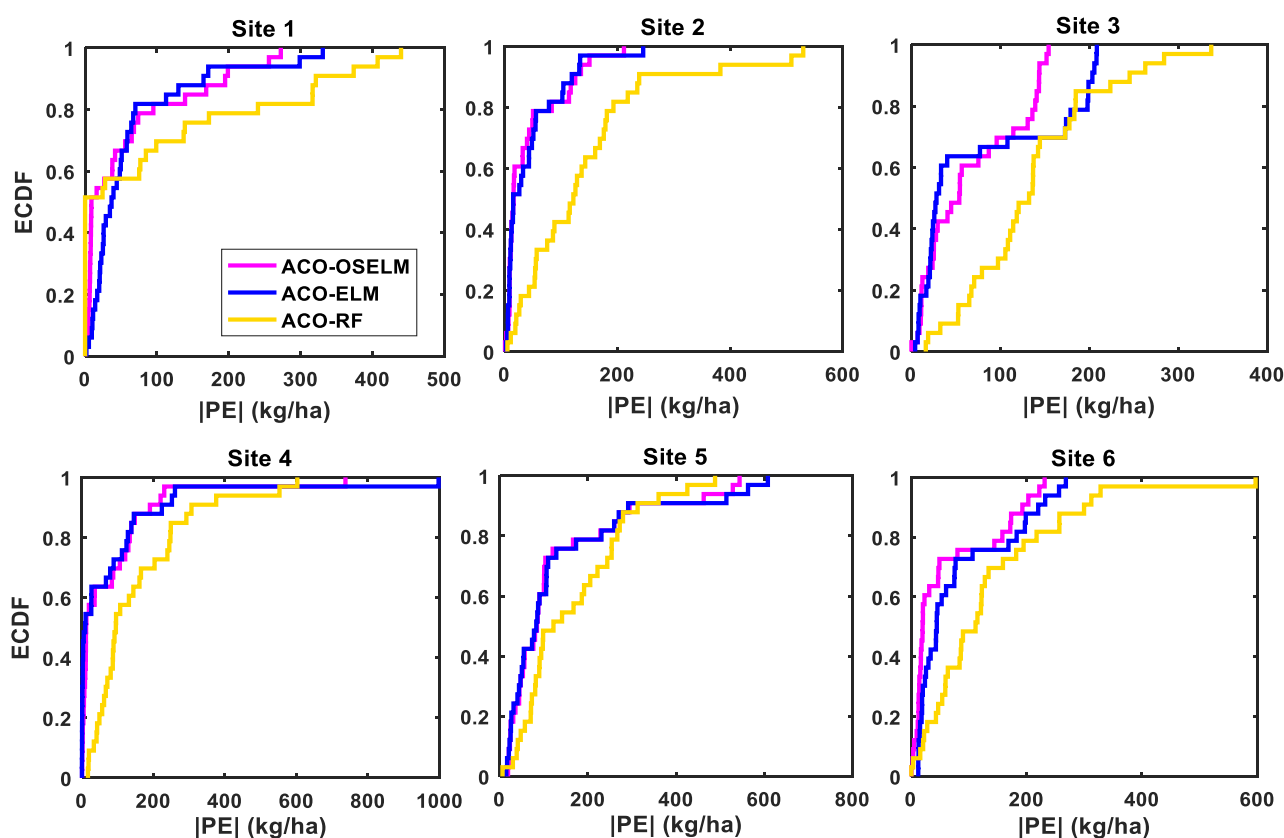 Site 1
1
0.8
0.6
0.4
0.2
0
ECDF
0 100 200 300 400 500
|PE| (kg/ha)
ACO-OSELM
ACO-ELM
ACO-RF
Site 2
1
0.8
0.6
0.4
0.2
0
0 200 400 600
|PE| (kg/ha)
Site 3
1
0.8
0.6
0.4
0.2
0
0 100 200 300 400
|PE| (kg/ha)
Site 4
1
0.8
0.6
0.4
0.2
0
ECDF
0 200 400 600 800 1000
|PE| (kg/ha)
Site 5
1
0.8
0.6
0.4
0.2
0
0 200 400 600 800
|PE| (kg/ha)
Site 6
1
0.8
0.6
0.4
0.2
0
0 200 400 600
|PE| (kg/ha)